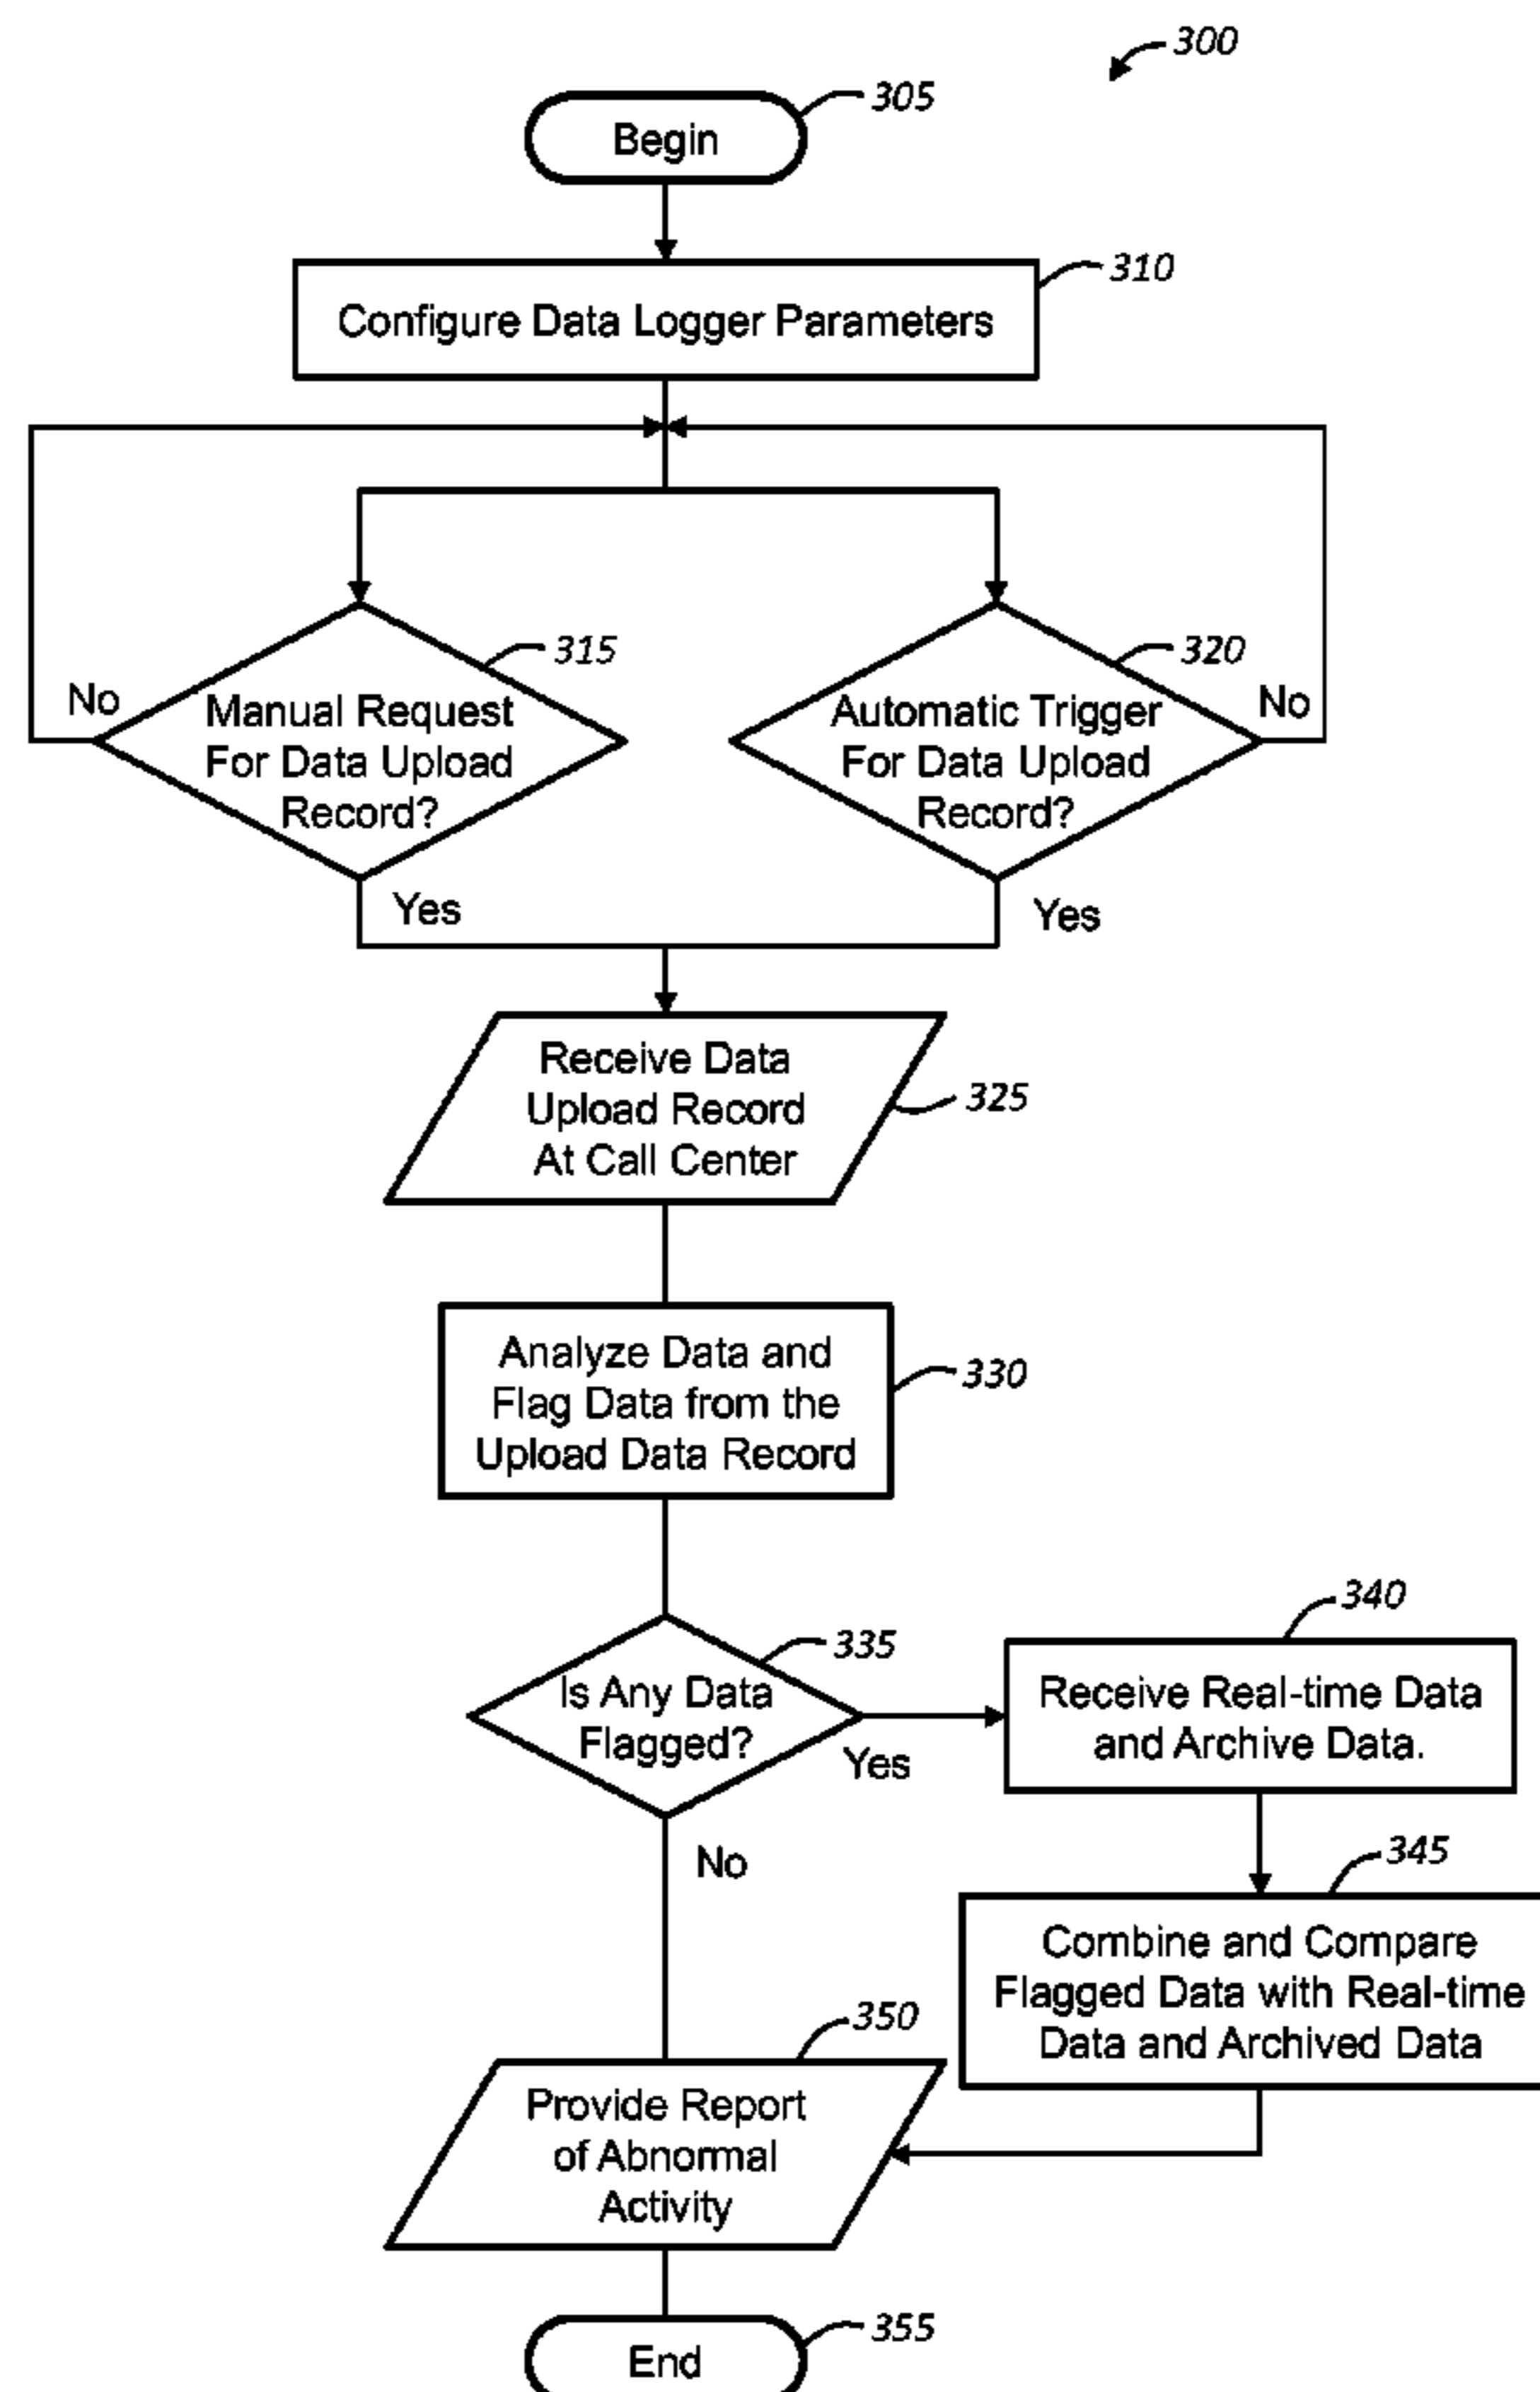 300
305
Begin
310
Configure Data Logger Parameters
315
320
No
Manual Request
For Data Upload
Record?
Automatic Trigger
For Data Upload
Record?
No
Yes
Yes
Receive Data
Upload Record
At Call Center
325
Analyze Data and
Flag Data from the
Upload Data Record
330
335
Is Any Data
Flagged?
Yes
No
340
Receive Real-time Data
and Archive Data.
345
Combine and Compare
Flagged Data with Real-time
Data and Archived Data
350
Provide Report
of Abnormal
Activity
355
End